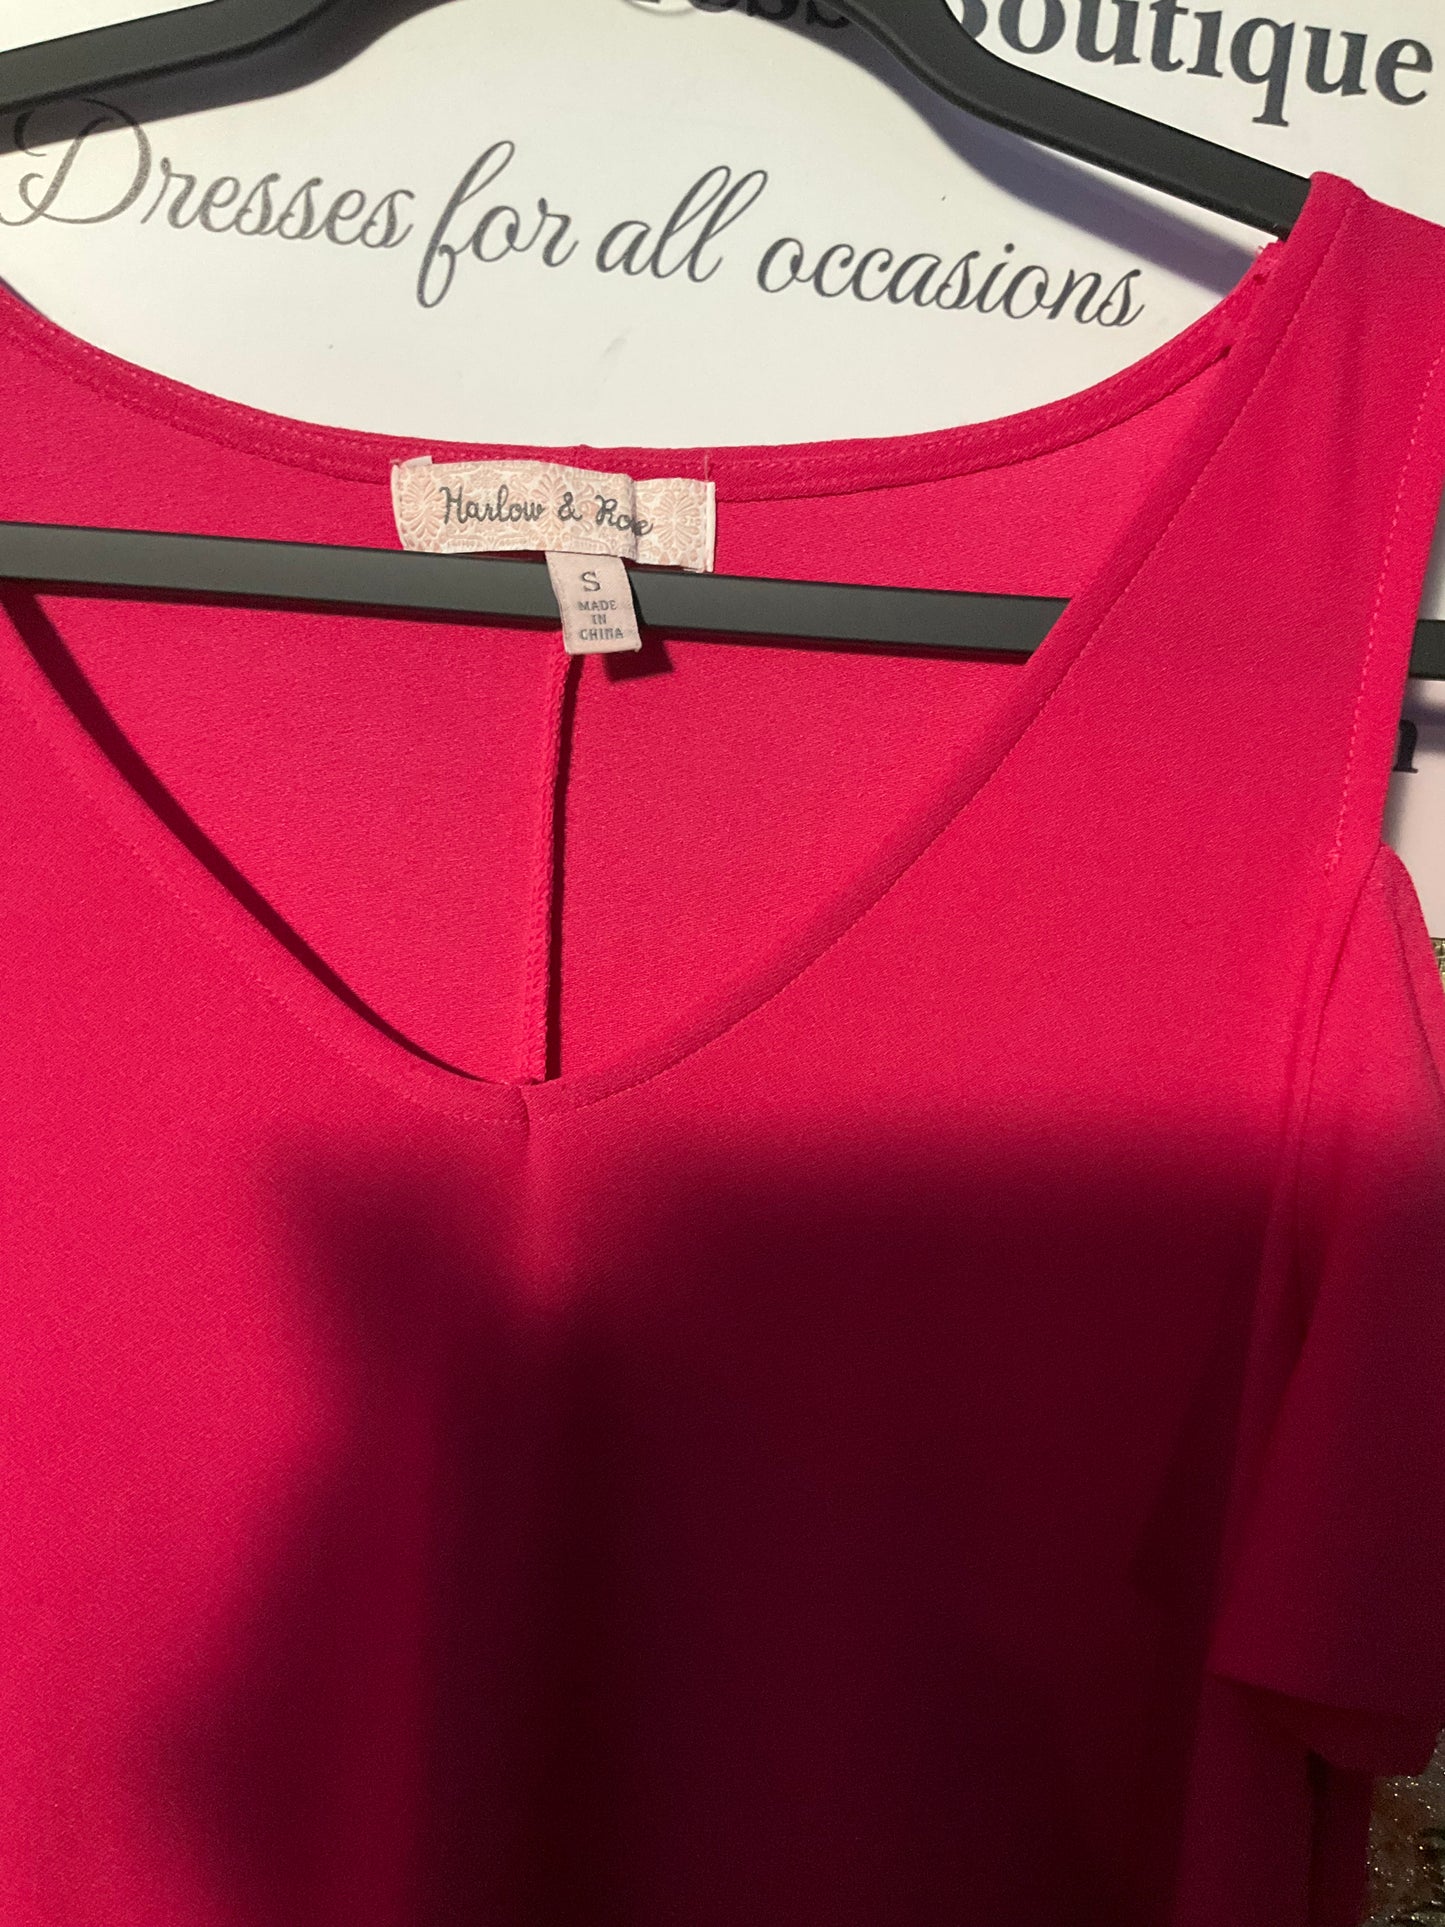 Boutique
Dresses for all occasions
Harlow & Rose
S
MADE
IN
CHINA